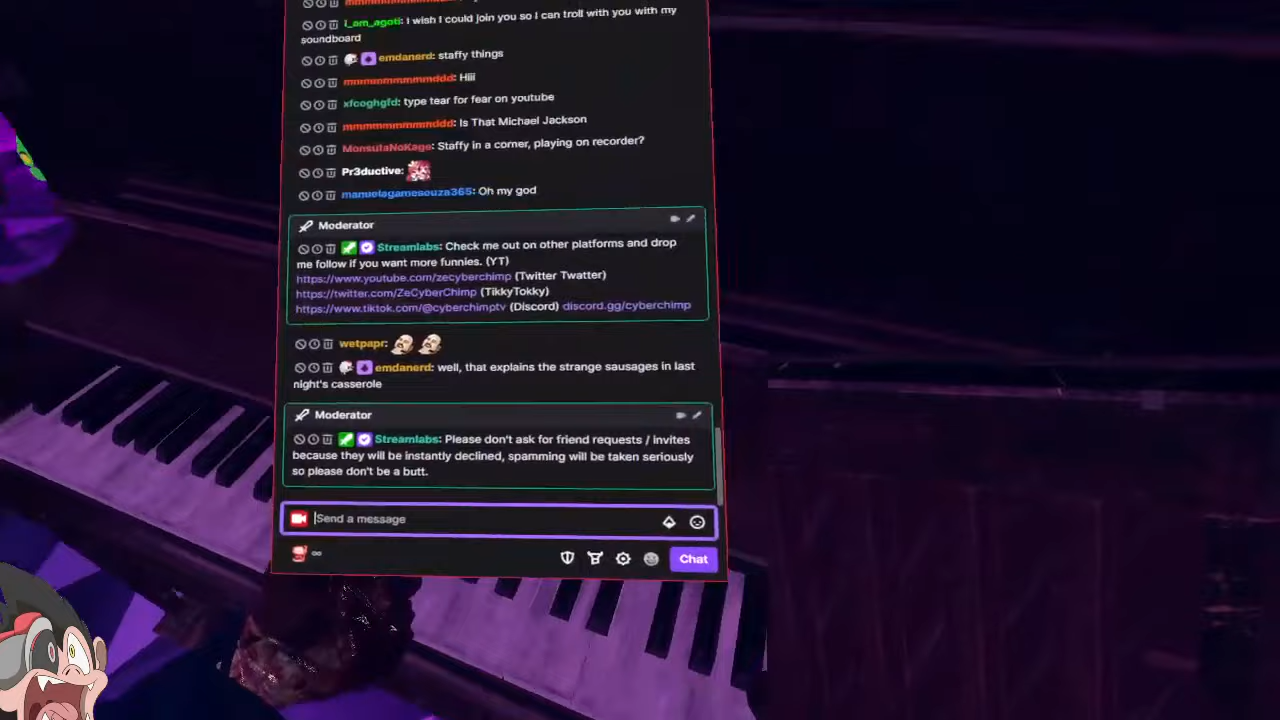 i_am_agoti: I wish I could join you so I can troll with you with my
soundboard
emdanerd: staffy things
mmmmmmmmmddd: Hiii
xfcoghgfd: type tear for fear on youtube
mmmmmmmmmddd: Is That Michael Jackson
MonsutaNoKage: Staffy in a corner, playing on recorder?
Pr3ductive:
manuelagamesouza365: Oh my god
Moderator
Streamlabs: Check me out on other platforms and drop
me follow if you want more funnies. (YT)
https://www.youtube.com/zecyberchimp (Twitter Twatter)
https://twitter.com/ZeCyberChimp (TikkyTokky)
https://www.tiktok.com/@cyberchimptv (Discord) discord.gg/cyberchimp
wetpapr:
emdanerd: well, that explains the strange sausages in last
night's casserole
Moderator
Streamlabs: Please don't ask for friend requests / invites
because they will be instantly declined, spamming will be taken seriously
so please don't be a butt.
Send a message
∞
Chat